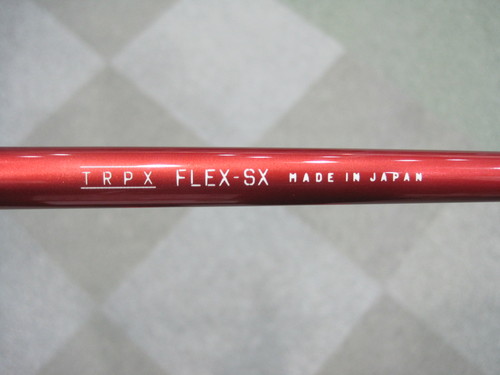 TRPX FLEX-SX MADE IN JAPAN